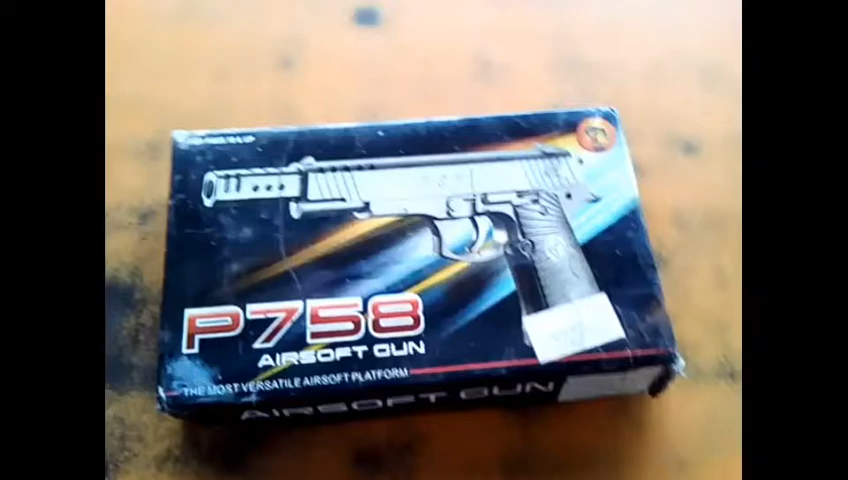 P758
AIRSOFT GUN
THE MOST VERSATILE AIRSOFT PLATFORM
AIRSOFT GUN